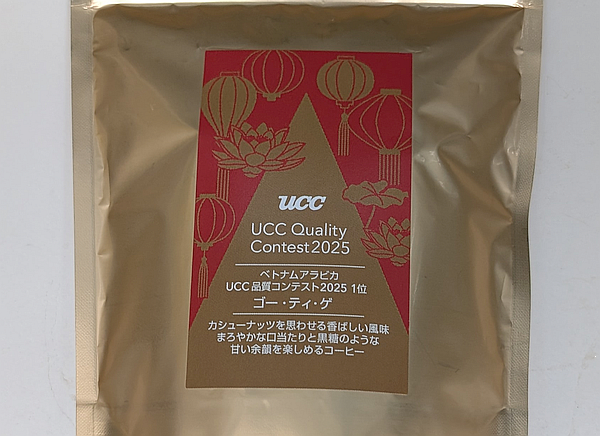 UCC
UCC Quality
Contest2025
ベトナムアラビカ
UCC品質コンテスト2025 1位
ゴー・ティ・ゲ
カシューナッツを思わせる香ばしい風味
まろやかな口当たりと黒糖のような
甘い余韻を楽しめるコーヒー